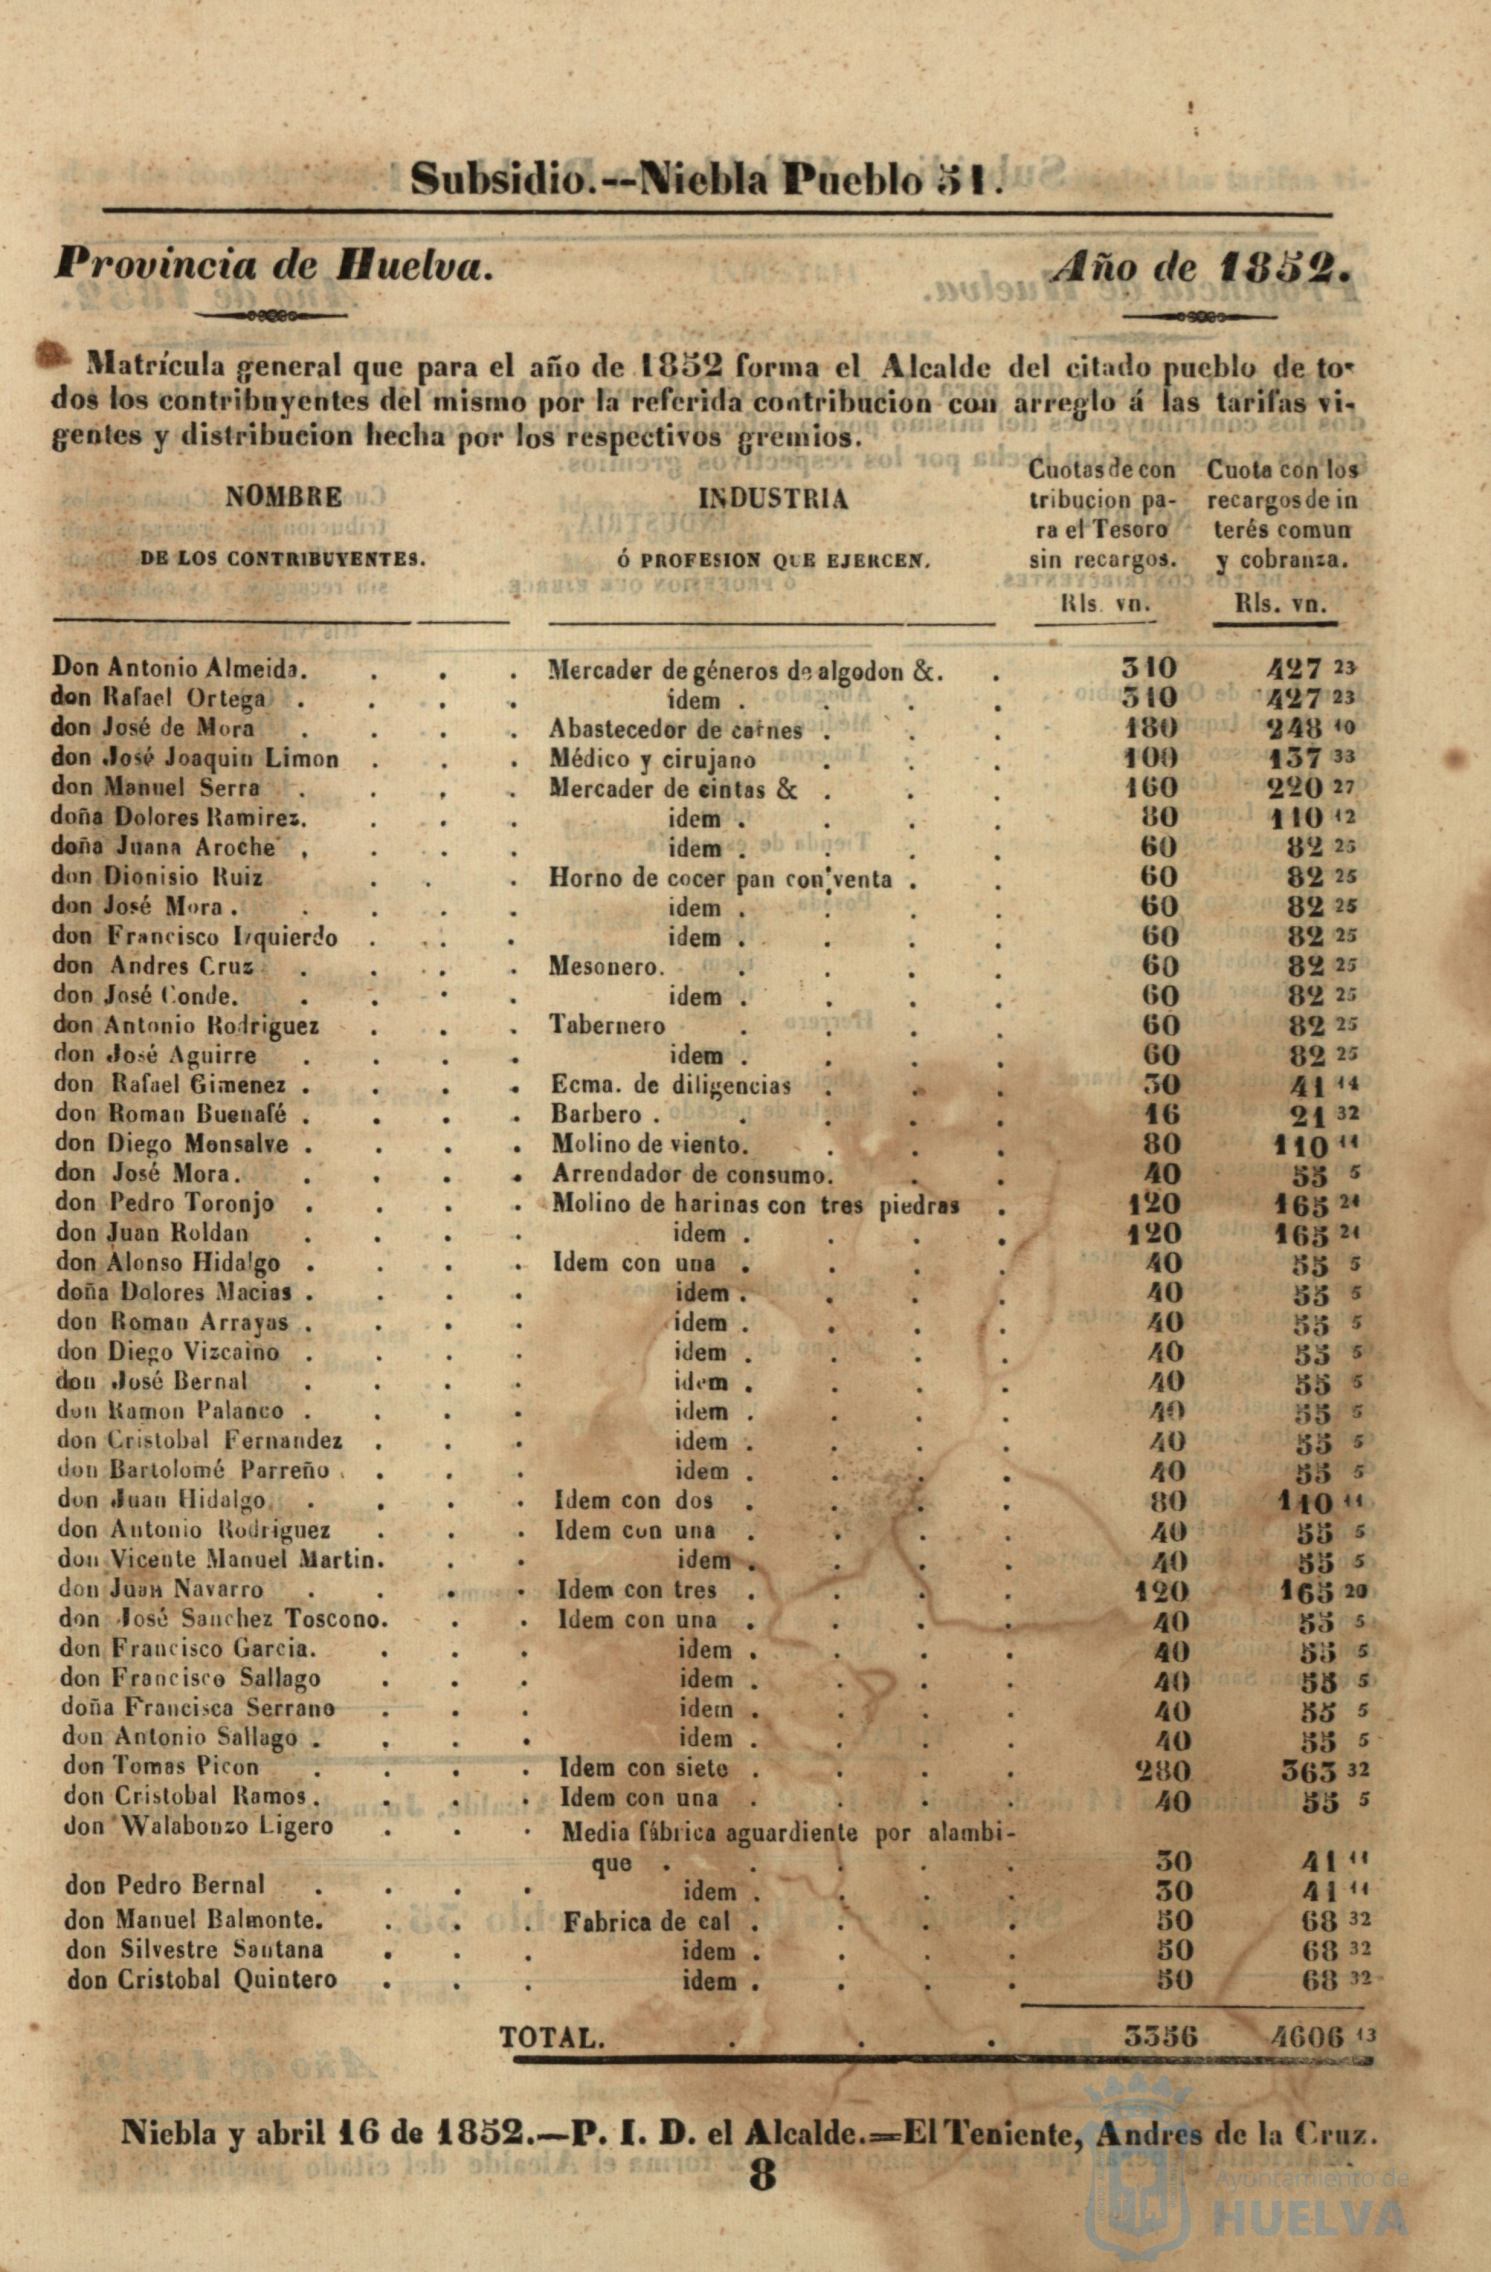 Subsidio.--Niebla Pueblo 51.
Provincia de Huelva. Año de 1852.
Matrícula general que para el año de 1852 forma el Alcalde del citado pueblo de to-
dos los contribuyentes del mismo por la referida contribucion con arreglo á las tarifas vi-
gentes y distribucion hecha por los respectivos gremios.
NOMBRE
DE LOS CONTRIBUYENTES.
INDUSTRIA
Ó PROFESION QUE EJERCEN.
Cuotas de con
tribucion pa-
ra el Tesoro
sin recargos.
Rls. vn.
Cuota con los
recargos de in
terés comun
y cobranza.
Rls. vn.
Don Antonio Almeida. . . . Mercader de géneros de algodon &. . 310 427 23
don Rafael Ortega . . . . idem . . . . 310 427 23
don José de Mora . . . . Abastecedor de carnes . . . 180 248 10
don José Joaquin Limon . . . Médico y cirujano . . . 100 137 33
don Manuel Serra . . . . Mercader de cintas & . . . 160 220 27
doña Dolores Ramirez. . . . idem . . . . 80 110 12
doña Juana Aroche . . . . idem . . . . 60 82 25
don Dionisio Ruiz . . . Horno de cocer pan con venta . . 60 82 25
don José Mora . . . . . idem . . . . 60 82 25
don Francisco Izquierdo . . . . idem . . . . 60 82 25
don Andres Cruz . . . . Mesonero. . . . . 60 82 25
don José Conde. . . . . idem . . . . 60 82 25
don Antonio Rodriguez . . . Tabernero . . . . 60 82 25
don José Aguirre . . . . idem . . . . 60 82 25
don Rafael Gimenez . . . . Ecma. de diligencias . . . 30 41 14
don Roman Buenafé . . . . Barbero . . . . . 16 21 32
don Diego Monsalve . . . . Molino de viento. . . . 80 110 11
don José Mora. . . . . Arrendador de consumo. . . 40 55 5
don Pedro Toronjo . . . . Molino de harinas con tres piedras . 120 165 21
don Juan Roldan . . . . idem . . . . 120 165 21
don Alonso Hidalgo . . . . Idem con una . . . . 40 55 5
doña Dolores Macias . . . . idem . . . . 40 55 5
don Roman Arrayas . . . . idem . . . . 40 55 5
don Diego Vizcaino . . . . idem . . . . 40 55 5
don José Bernal . . . . idem . . . . 40 55 5
don Ramon Palanco . . . . idem . . . . 40 55 5
don Cristobal Fernandez . . . idem . . . . 40 55 5
don Bartolomé Parreño . . . . idem . . . . 40 55 5
don Juan Hidalgo . . . . Idem con dos . . . . 80 110 11
don Antonio Rodriguez . . . Idem con una . . . . 40 55 5
don Vicente Manuel Martin. . . idem . . . . 40 55 5
don Juan Navarro . . . . Idem con tres . . . . 120 165 20
don José Sanchez Toscono. . . Idem con una . . . . 40 55 5
don Francisco Garcia. . . . idem . . . . 40 55 5
don Francisco Sallago . . . idem . . . . 40 55 5
doña Francisca Serrano . . . idem . . . . 40 55 5
don Antonio Sallago . . . . idem . . . . 40 55 5
don Tomas Picon . . . . Idem con siete . . . . 280 363 32
don Cristobal Ramos . . . . Idem con una . . . . 40 55 5
don Walabonzo Ligero . . . Media fábrica aguardiente por alambi-
que . . . . . 30 41 11
don Pedro Bernal . . . . idem . . . . 30 41 11
don Manuel Balmonte. . . . Fabrica de cal . . . . 50 68 32
don Silvestre Santana . . . idem . . . . 50 68 32
don Cristobal Quintero . . . idem . . . . 50 68 32
TOTAL. . . . 3356 4606 13
Niebla y abril 16 de 1852.—P. I. D. el Alcalde.=El Teniente, Andres de la Cruz.
8
Ayuntamiento de
HUELVA